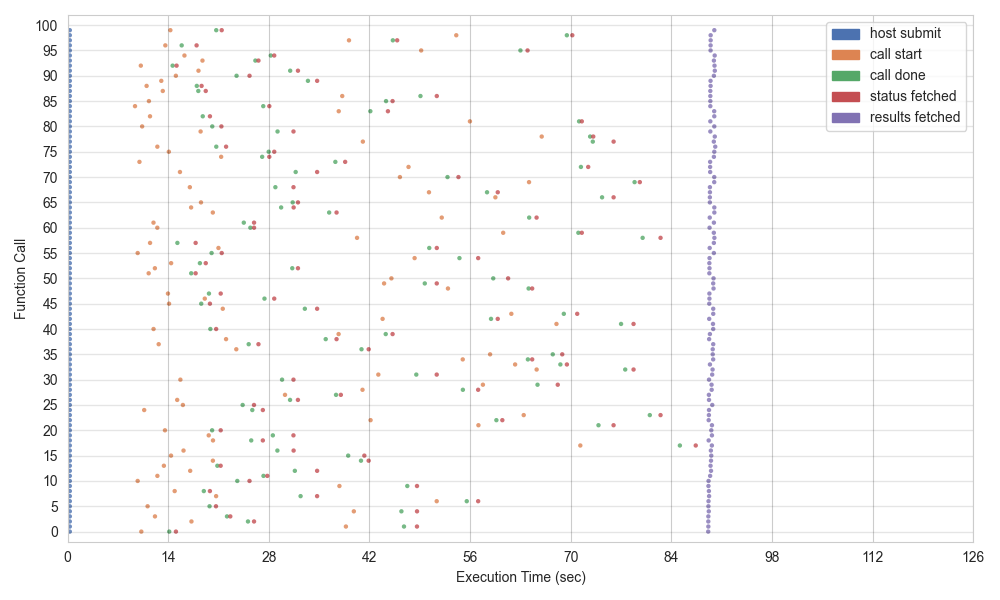 host submit
call start
call done
status fetched
results fetched
Function Call
100
95
90
85
80
75
70
65
60
55
50
45
40
35
30
25
20
15
10
5
0
0 14 28 42 56 70 84 98 112 126
Execution Time (sec)